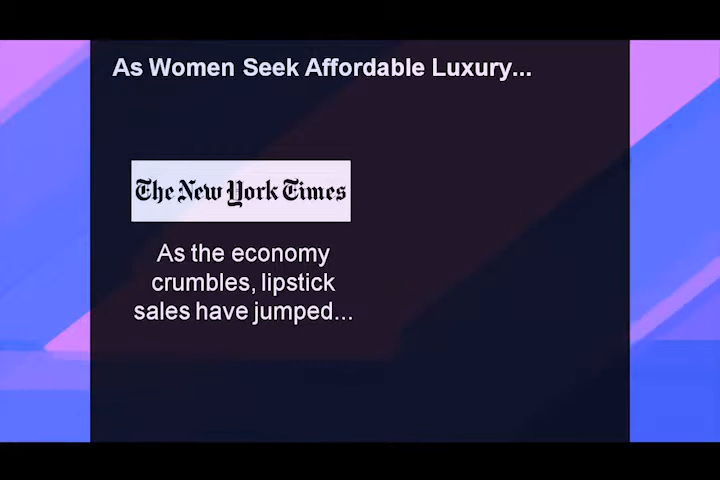 As Women Seek Affordable Luxury...
The New York Times
As the economy
crumbles, lipstick
sales have jumped...